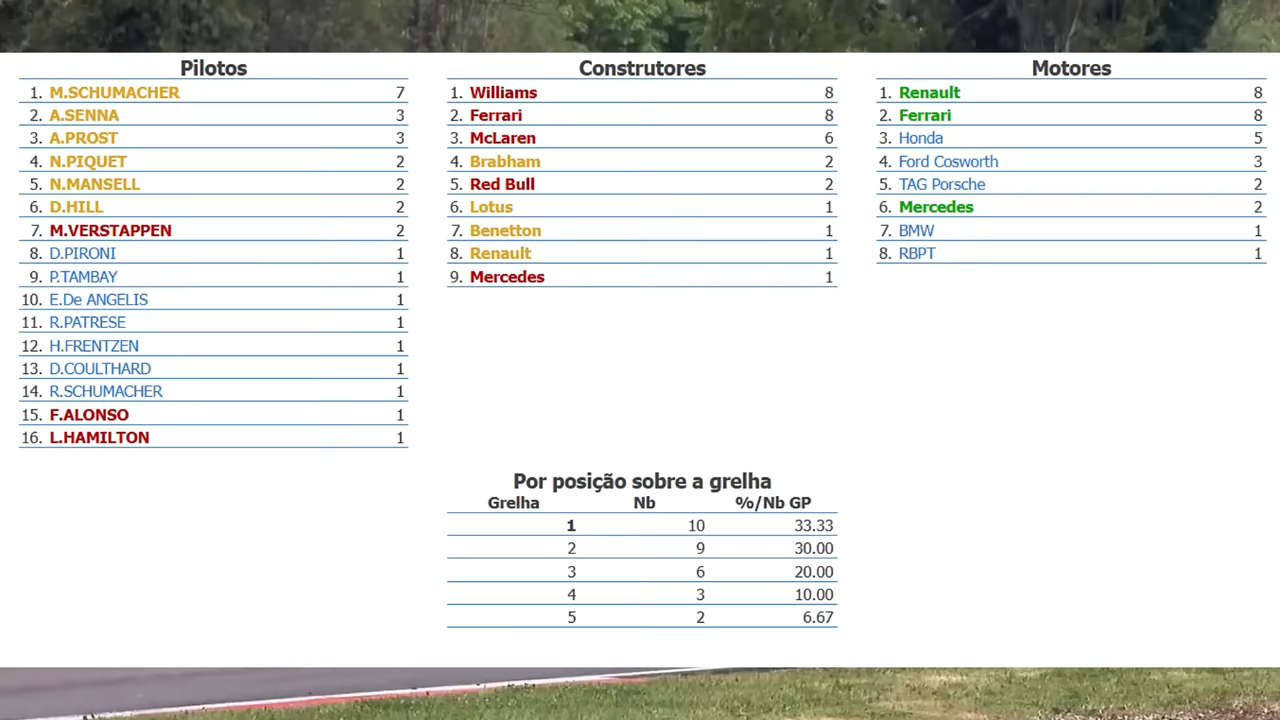 Pilotos
1. M.SCHUMACHER 7
2. A.SENNA 3
3. A.PROST 3
4. N.PIQUET 2
5. N.MANSELL 2
6. D.HILL 2
7. M.VERSTAPPEN 2
8. D.PIRONI 1
9. P.TAMBAY 1
10. E.De ANGELIS 1
11. R.PATRESE 1
12. H.FRENTZEN 1
13. D.COULTHARD 1
14. R.SCHUMACHER 1
15. F.ALONSO 1
16. L.HAMILTON 1
Construtores
1. Williams 8
2. Ferrari 8
3. McLaren 6
4. Brabham 2
5. Red Bull 2
6. Lotus 1
7. Benetton 1
8. Renault 1
9. Mercedes 1
Motores
1. Renault 8
2. Ferrari 8
3. Honda 5
4. Ford Cosworth 3
5. TAG Porsche 2
6. Mercedes 2
7. BMW 1
8. RBPT 1
Por posição sobre a grelha
Grelha Nb %/Nb GP
1 10 33.33
2 9 30.00
3 6 20.00
4 3 10.00
5 2 6.67